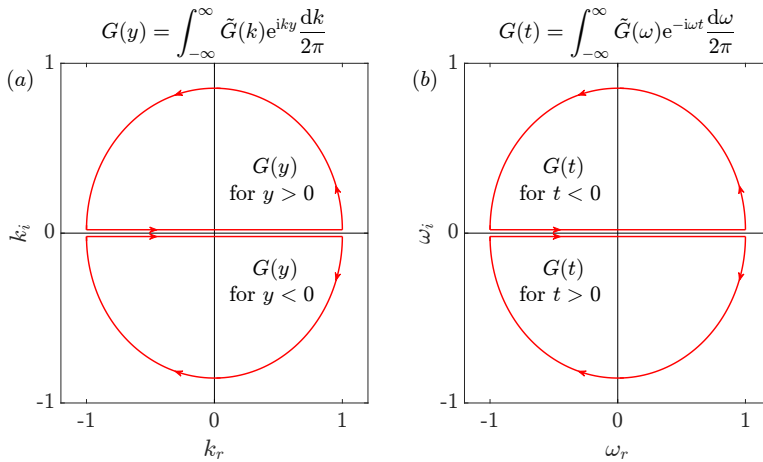 G(y) = ∫_{-∞}^{∞} G̃(k)e^{iky} dk/2π
G(t) = ∫_{-∞}^{∞} G̃(ω)e^{-iωt} dω/2π
(a)
1
G(y)
for y > 0
k_i
0
G(y)
for y < 0
-1
-1
0
1
k_r
(b)
1
G(t)
for t < 0
ω_i
0
G(t)
for t > 0
-1
-1
0
1
ω_r